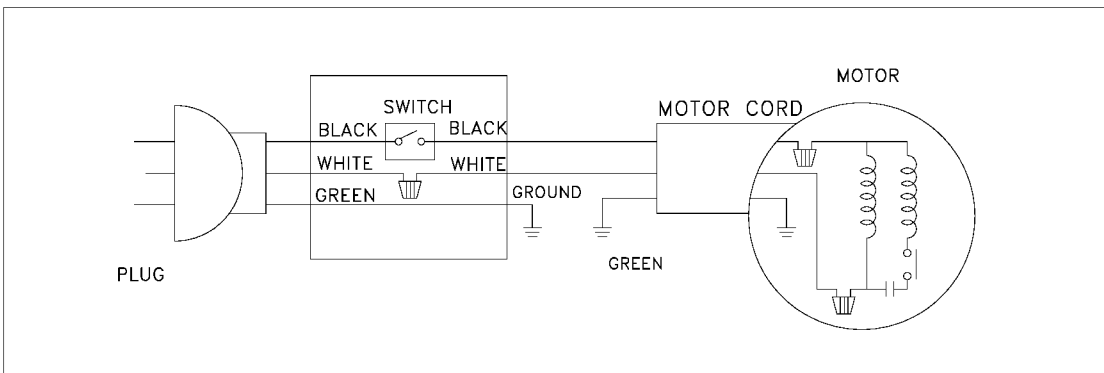 MOTOR
SWITCH
MOTOR CORD
BLACK
BLACK
WHITE
WHITE
GREEN
GROUND
GREEN
PLUG